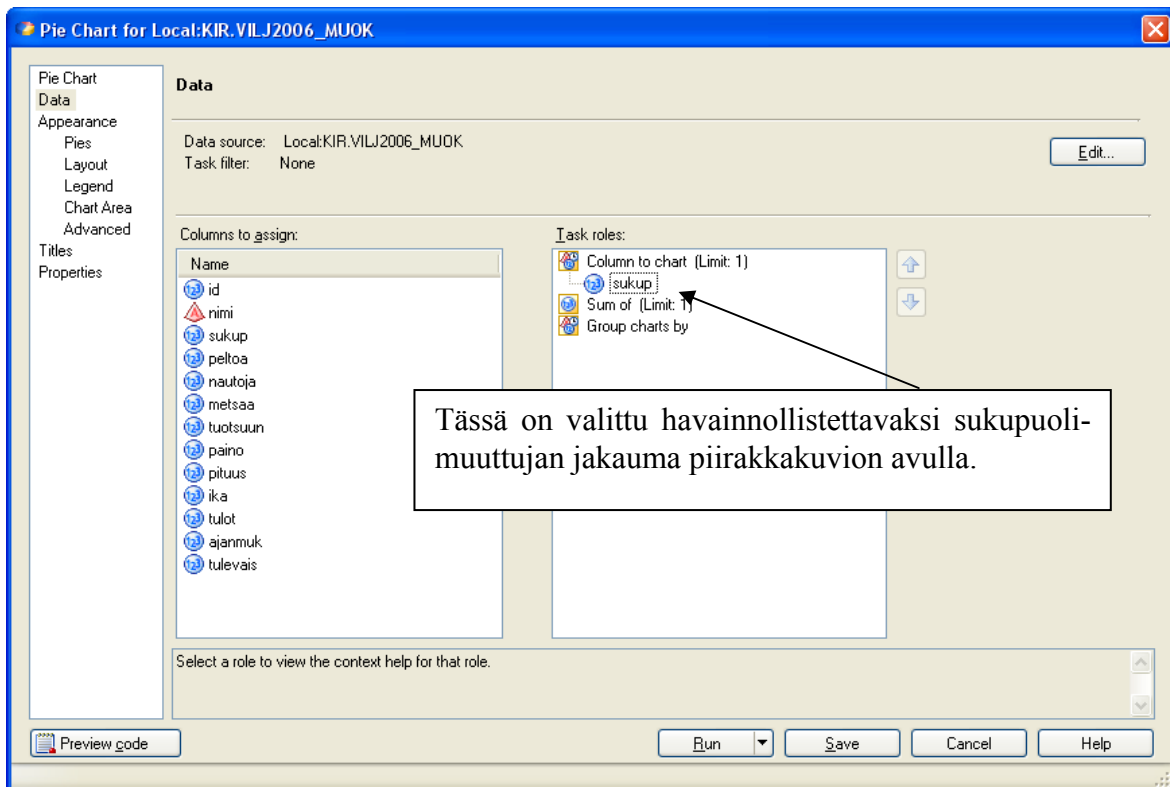 Pie Chart for Local:KIR.VILJ2006_MUOK
Pie Chart
Data
Appearance
Pies
Layout
Legend
Chart Area
Advanced
Titles
Properties
Data
Data source: Local:KIR.VILJ2006_MUOK
Task filter: None
Edit...
Columns to assign:
Name
id
nimi
sukup
peltoa
nautoja
metsaa
tuotsuun
paino
pituus
ika
tulot
ajanmuk
tulevais
Task roles:
Column to chart (Limit: 1)
sukup
Sum of (Limit: 1)
Group charts by
Tässä on valittu havainnollistettavaksi sukupuoli-
muuttujan jakauma piirakkakuvion avulla.
Select a role to view the context help for that role.
Preview code
Run
Save
Cancel
Help